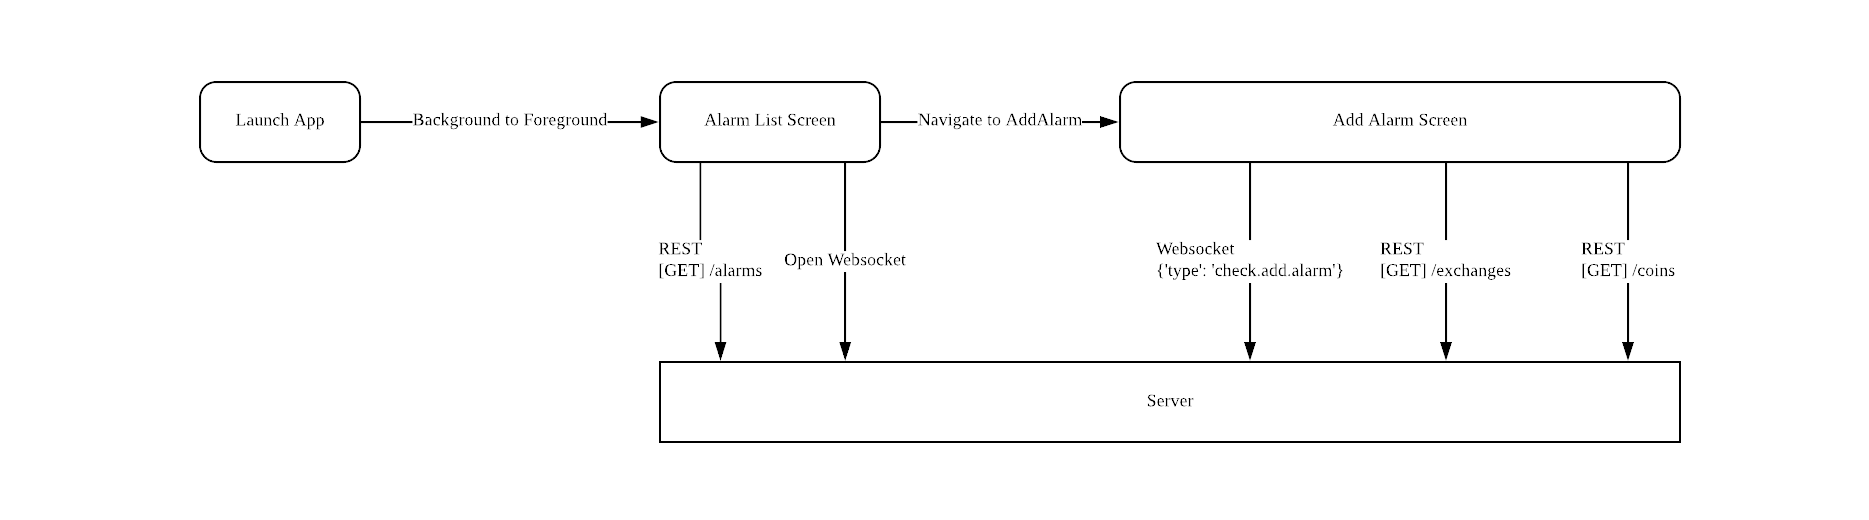 Launch App
Background to Foreground
Alarm List Screen
Navigate to AddAlarm
Add Alarm Screen
REST
[GET] /alarms
Open Websocket
Websocket
{'type': 'check.add.alarm'}
REST
[GET] /exchanges
REST
[GET] /coins
Server